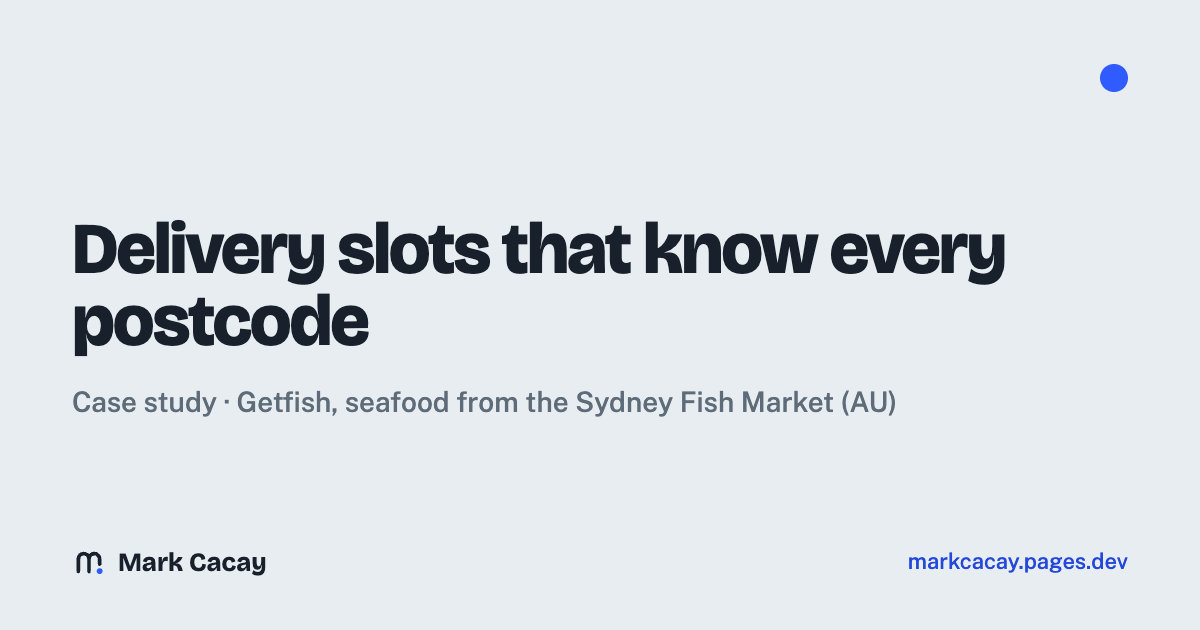 Delivery slots that know every
postcode
Case study · Getfish, seafood from the Sydney Fish Market (AU)
m. Mark Cacay
markcacay.pages.dev